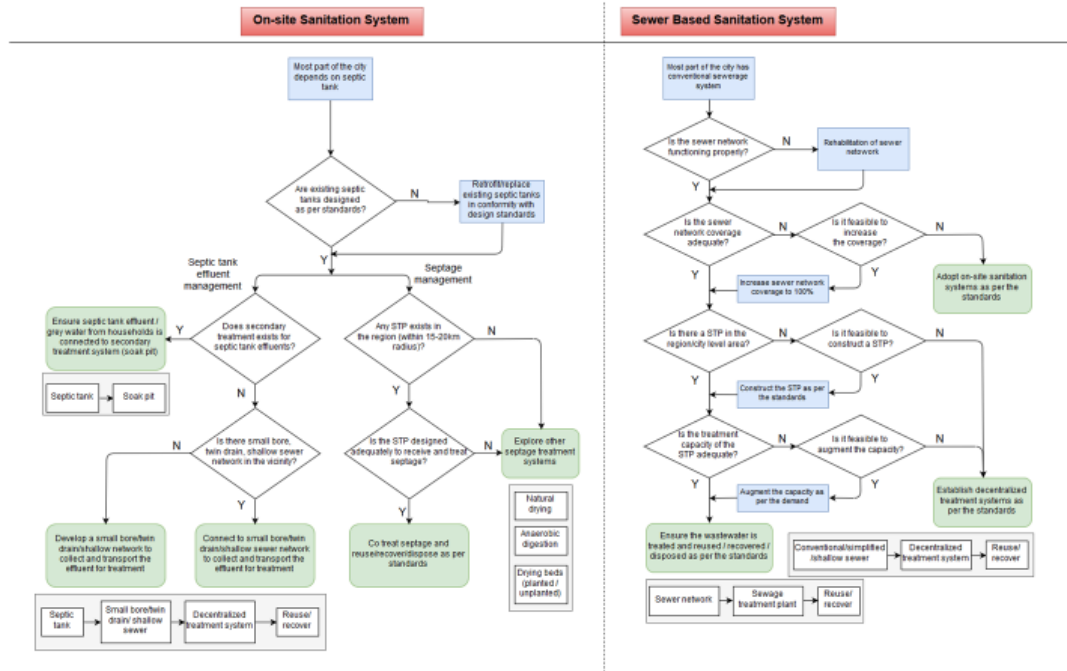 On-site Sanitation System
Most part of the city
depends on septic
tank
Are existing septic
tanks designed
as per standards?
N
Retrofit/replace
existing septic tanks
in conformity with
design standards
Y
Septic tank
effluent
management
Septage
management
Ensure septic tank effluent /
grey water from households is
connected to secondary
treatment system (soak pit)
Y
Does secondary
treatment exists for
septic tank effluents?
Any STP exists in
the region (within 15-20km
radius)?
N
Septic tank
Soak pit
N
Y
N
Is there small bore,
twin drain, shallow sewer
network in the vicinity?
Is the STP designed
adequately to receive and treat
septage?
N
Explore other
septage treatment
systems
Y
Y
Natural
drying
Anaerobic
digestion
Drying beds
(planted /
unplanted)
Develop a small bore/twin
drain/shallow network to
collect and transport the
effluent for treatment
Connect to small bore/twin
drain/shallow sewer network
to collect and transport the
effluent for treatment
Co treat septage and
reuse/recover/dispose as per
standards
Septic
tank
Small bore/twin
drain/ shallow
sewer
Decentralized
treatment system
Reuse/
recover
Sewer Based Sanitation System
Most part of the city has
conventional sewerage
system
Is the sewer network
functioning properly?
N
Rehabilitation of sewer
netowork
Y
Is the sewer
network coverage
adequate?
N
Is it feasible to
increase
the coverage?
N
Adopt on-site sanitation
systems as per the
standards
Y
Y
Increase sewer network
coverage to 100%
Is there a STP in the
region/city level area?
N
Is it feasible to
construct a STP?
N
Y
Y
Construct the STP as per
the standards
Is the treatment
capacity of the
STP adequate?
N
Is it feasible to
augment the capacity?
N
Y
Y
Augment the capacity as
per the demand
Establish decentralized
treatment systems as
per the standards
Ensure the wastewater is
treated and reused / recovered /
disposed as per the standards
Conventional/simplified
/shallow sewer
Decentralized
treatment system
Reuse/
recover
Sewer network
Sewage
treatment plant
Reuse/
recover